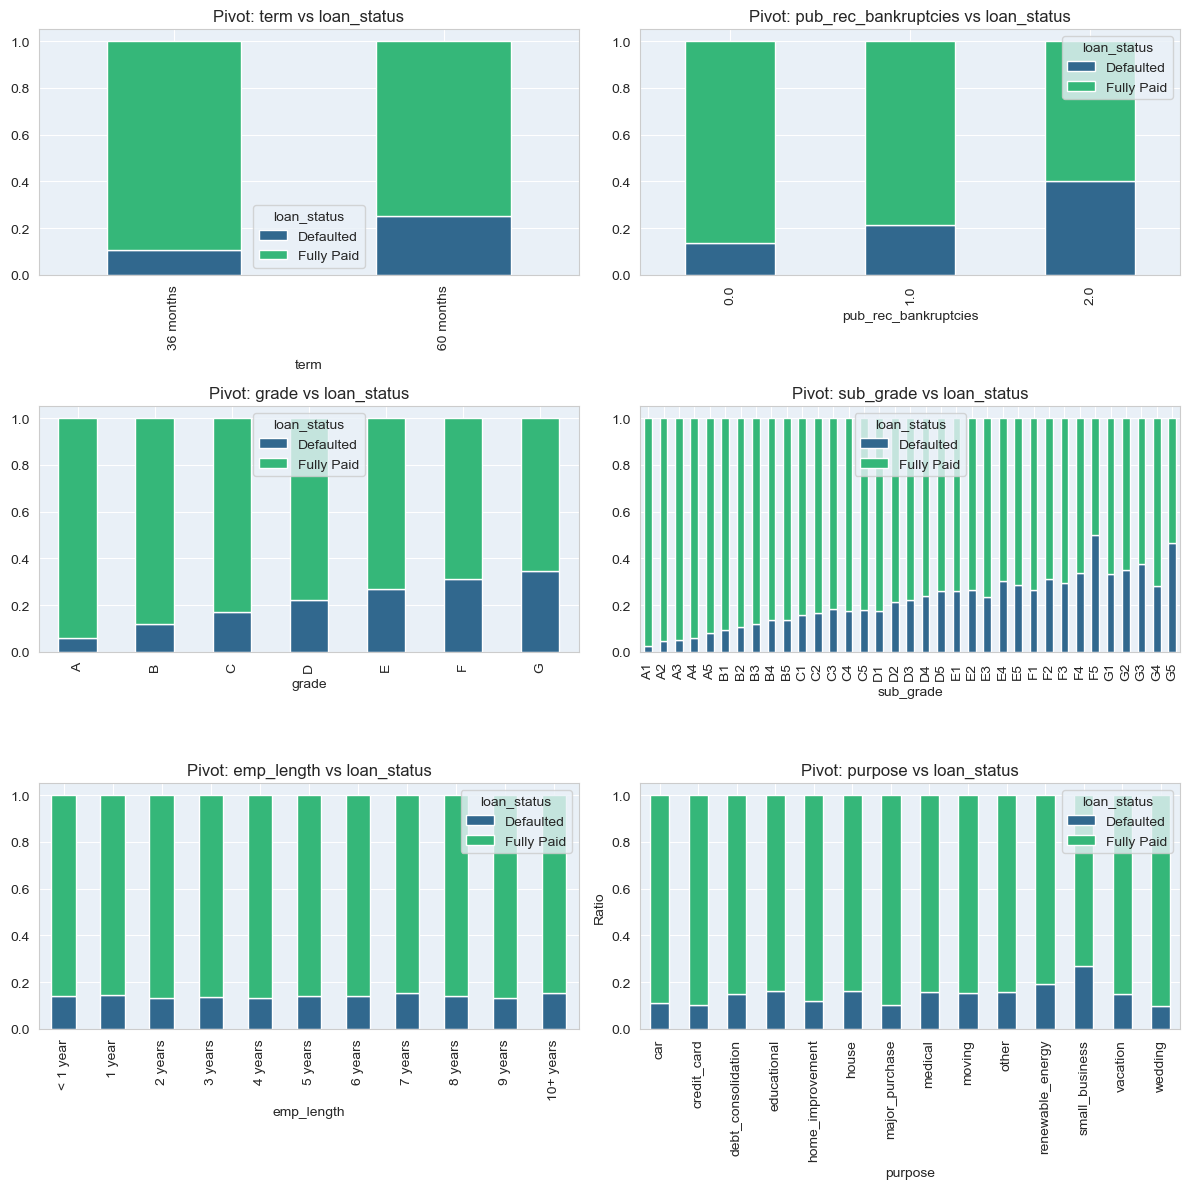 Pivot: term vs loan_status
1.0
0.8
0.6
0.4
0.2
0.0
loan_status
Defaulted
Fully Paid
36 months
60 months
term
Pivot: pub_rec_bankruptcies vs loan_status
1.0
0.8
0.6
0.4
0.2
0.0
loan_status
Defaulted
Fully Paid
0.0
1.0
2.0
pub_rec_bankruptcies
Pivot: grade vs loan_status
1.0
0.8
0.6
0.4
0.2
0.0
loan_status
Defaulted
Fully Paid
A
B
C
D
E
F
G
grade
Pivot: sub_grade vs loan_status
1.0
0.8
0.6
0.4
0.2
0.0
loan_status
Defaulted
Fully Paid
A1
A2
A3
A4
A5
B1
B2
B3
B4
B5
C1
C2
C3
C4
C5
D1
D2
D3
D4
D5
E1
E2
E3
E4
E5
F1
F2
F3
F4
F5
G1
G2
G3
G4
G5
sub_grade
Pivot: emp_length vs loan_status
1.0
0.8
0.6
0.4
0.2
0.0
loan_status
Defaulted
Fully Paid
< 1 year
1 year
2 years
3 years
4 years
5 years
6 years
7 years
8 years
9 years
10+ years
emp_length
Pivot: purpose vs loan_status
Ratio
1.0
0.8
0.6
0.4
0.2
0.0
loan_status
Defaulted
Fully Paid
car
credit_card
debt_consolidation
educational
home_improvement
house
major_purchase
medical
moving
other
renewable_energy
small_business
vacation
wedding
purpose